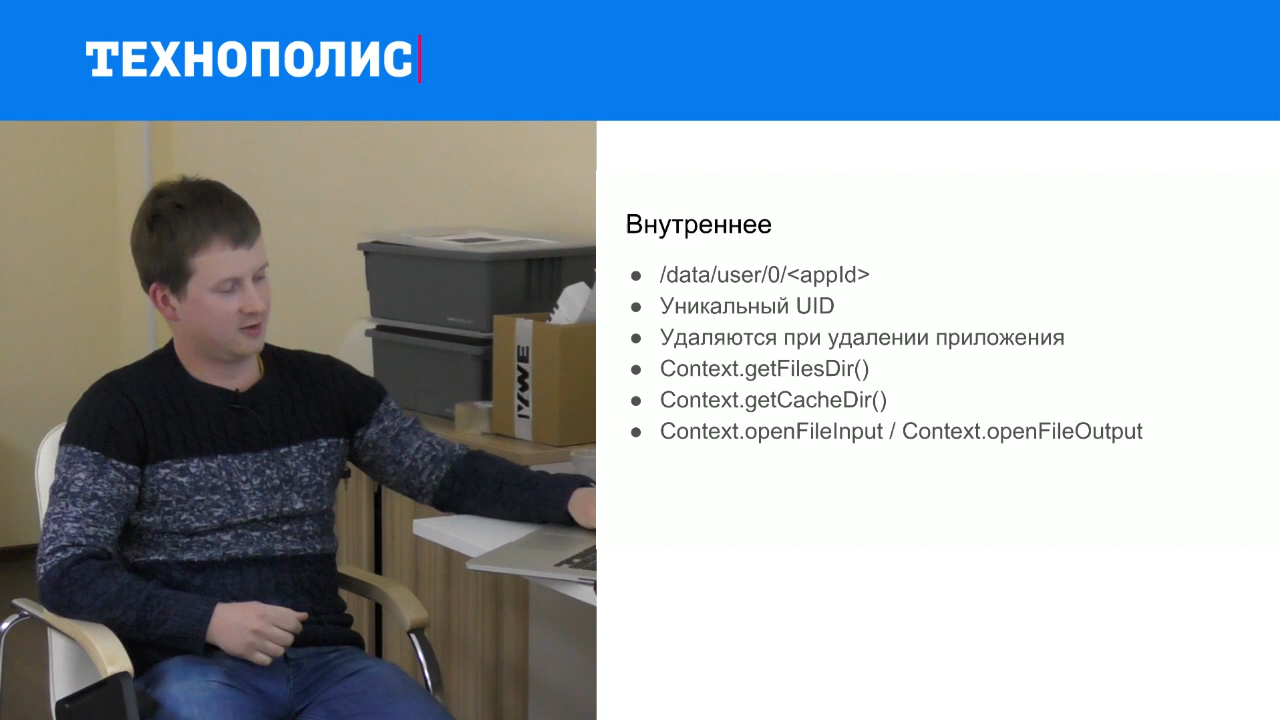 ТЕХНОПОЛИС
Внутреннее
● /data/user/0/<appId>
● Уникальный UID
● Удаляются при удалении приложения
● Context.getFilesDir()
● Context.getCacheDir()
● Context.openFileInput / Context.openFileOutput